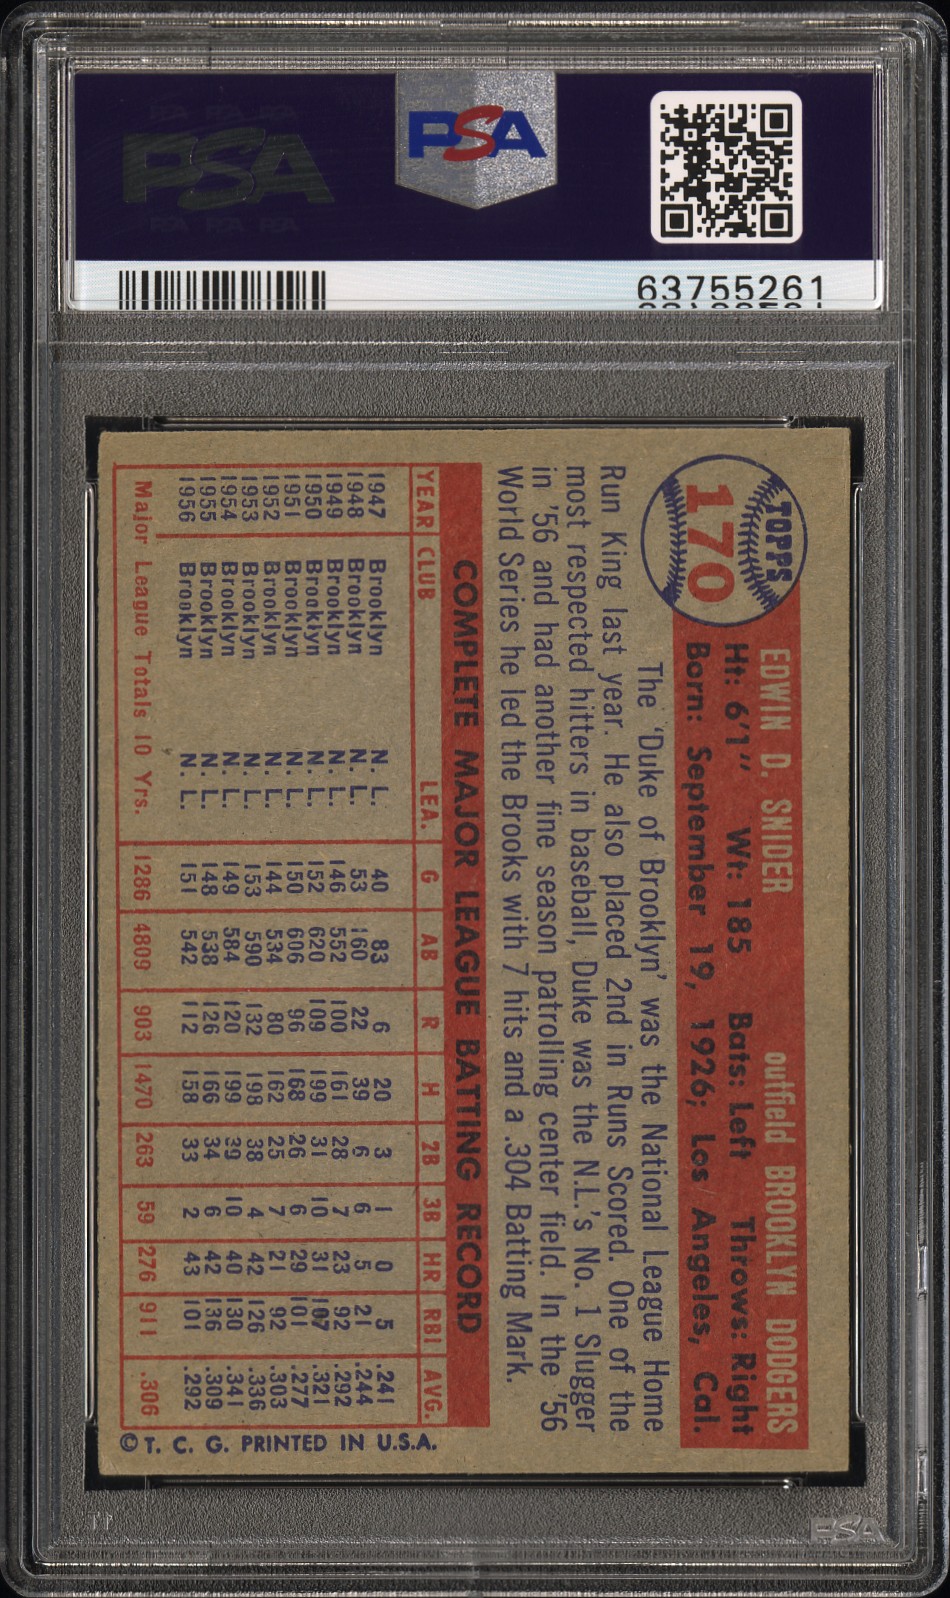 PSA
PSA
63755261
TOPPS
170
EDWIN D. SNIDER outfield BROOKLYN DODGERS
Ht: 6'1" Wt: 185 Bats: Left Throws: Right
Born: September 19, 1926; Los Angeles, Cal.
The 'Duke of Brooklyn' was the National League Home
Run King last year. He also placed 2nd in Runs Scored. One of the
most respected hitters in baseball, Duke was the N.L.'s No. 1 Slugger
in '56 and had another fine season patrolling center field. In the '56
World Series he led the Brooks with 7 hits and a .304 Batting Mark.
COMPLETE MAJOR LEAGUE BATTING RECORD
YEAR CLUB LEA. G AB R H 2B 3B HR RBI AVG.
1947 Brooklyn N. L. 40 83 6 20 3 1 0 5 .241
1948 Brooklyn N. L. 53 160 22 39 6 6 5 21 .244
1949 Brooklyn N. L. 146 552 100 161 28 7 23 92 .292
1950 Brooklyn N. L. 152 620 109 199 31 10 31 107 .321
1951 Brooklyn N. L. 150 606 96 168 26 6 29 101 .277
1952 Brooklyn N. L. 144 534 80 162 25 7 21 92 .303
1953 Brooklyn N. L. 153 590 132 198 38 4 42 126 .336
1954 Brooklyn N. L. 149 584 120 199 39 10 40 130 .341
1955 Brooklyn N. L. 148 538 126 166 34 6 42 136 .309
1956 Brooklyn N. L. 151 542 112 158 33 2 43 101 .292
Major League Totals 10 Yrs. 1286 4809 903 1470 263 59 276 911 .306
© T. C. G. PRINTED IN U.S.A.
PSA